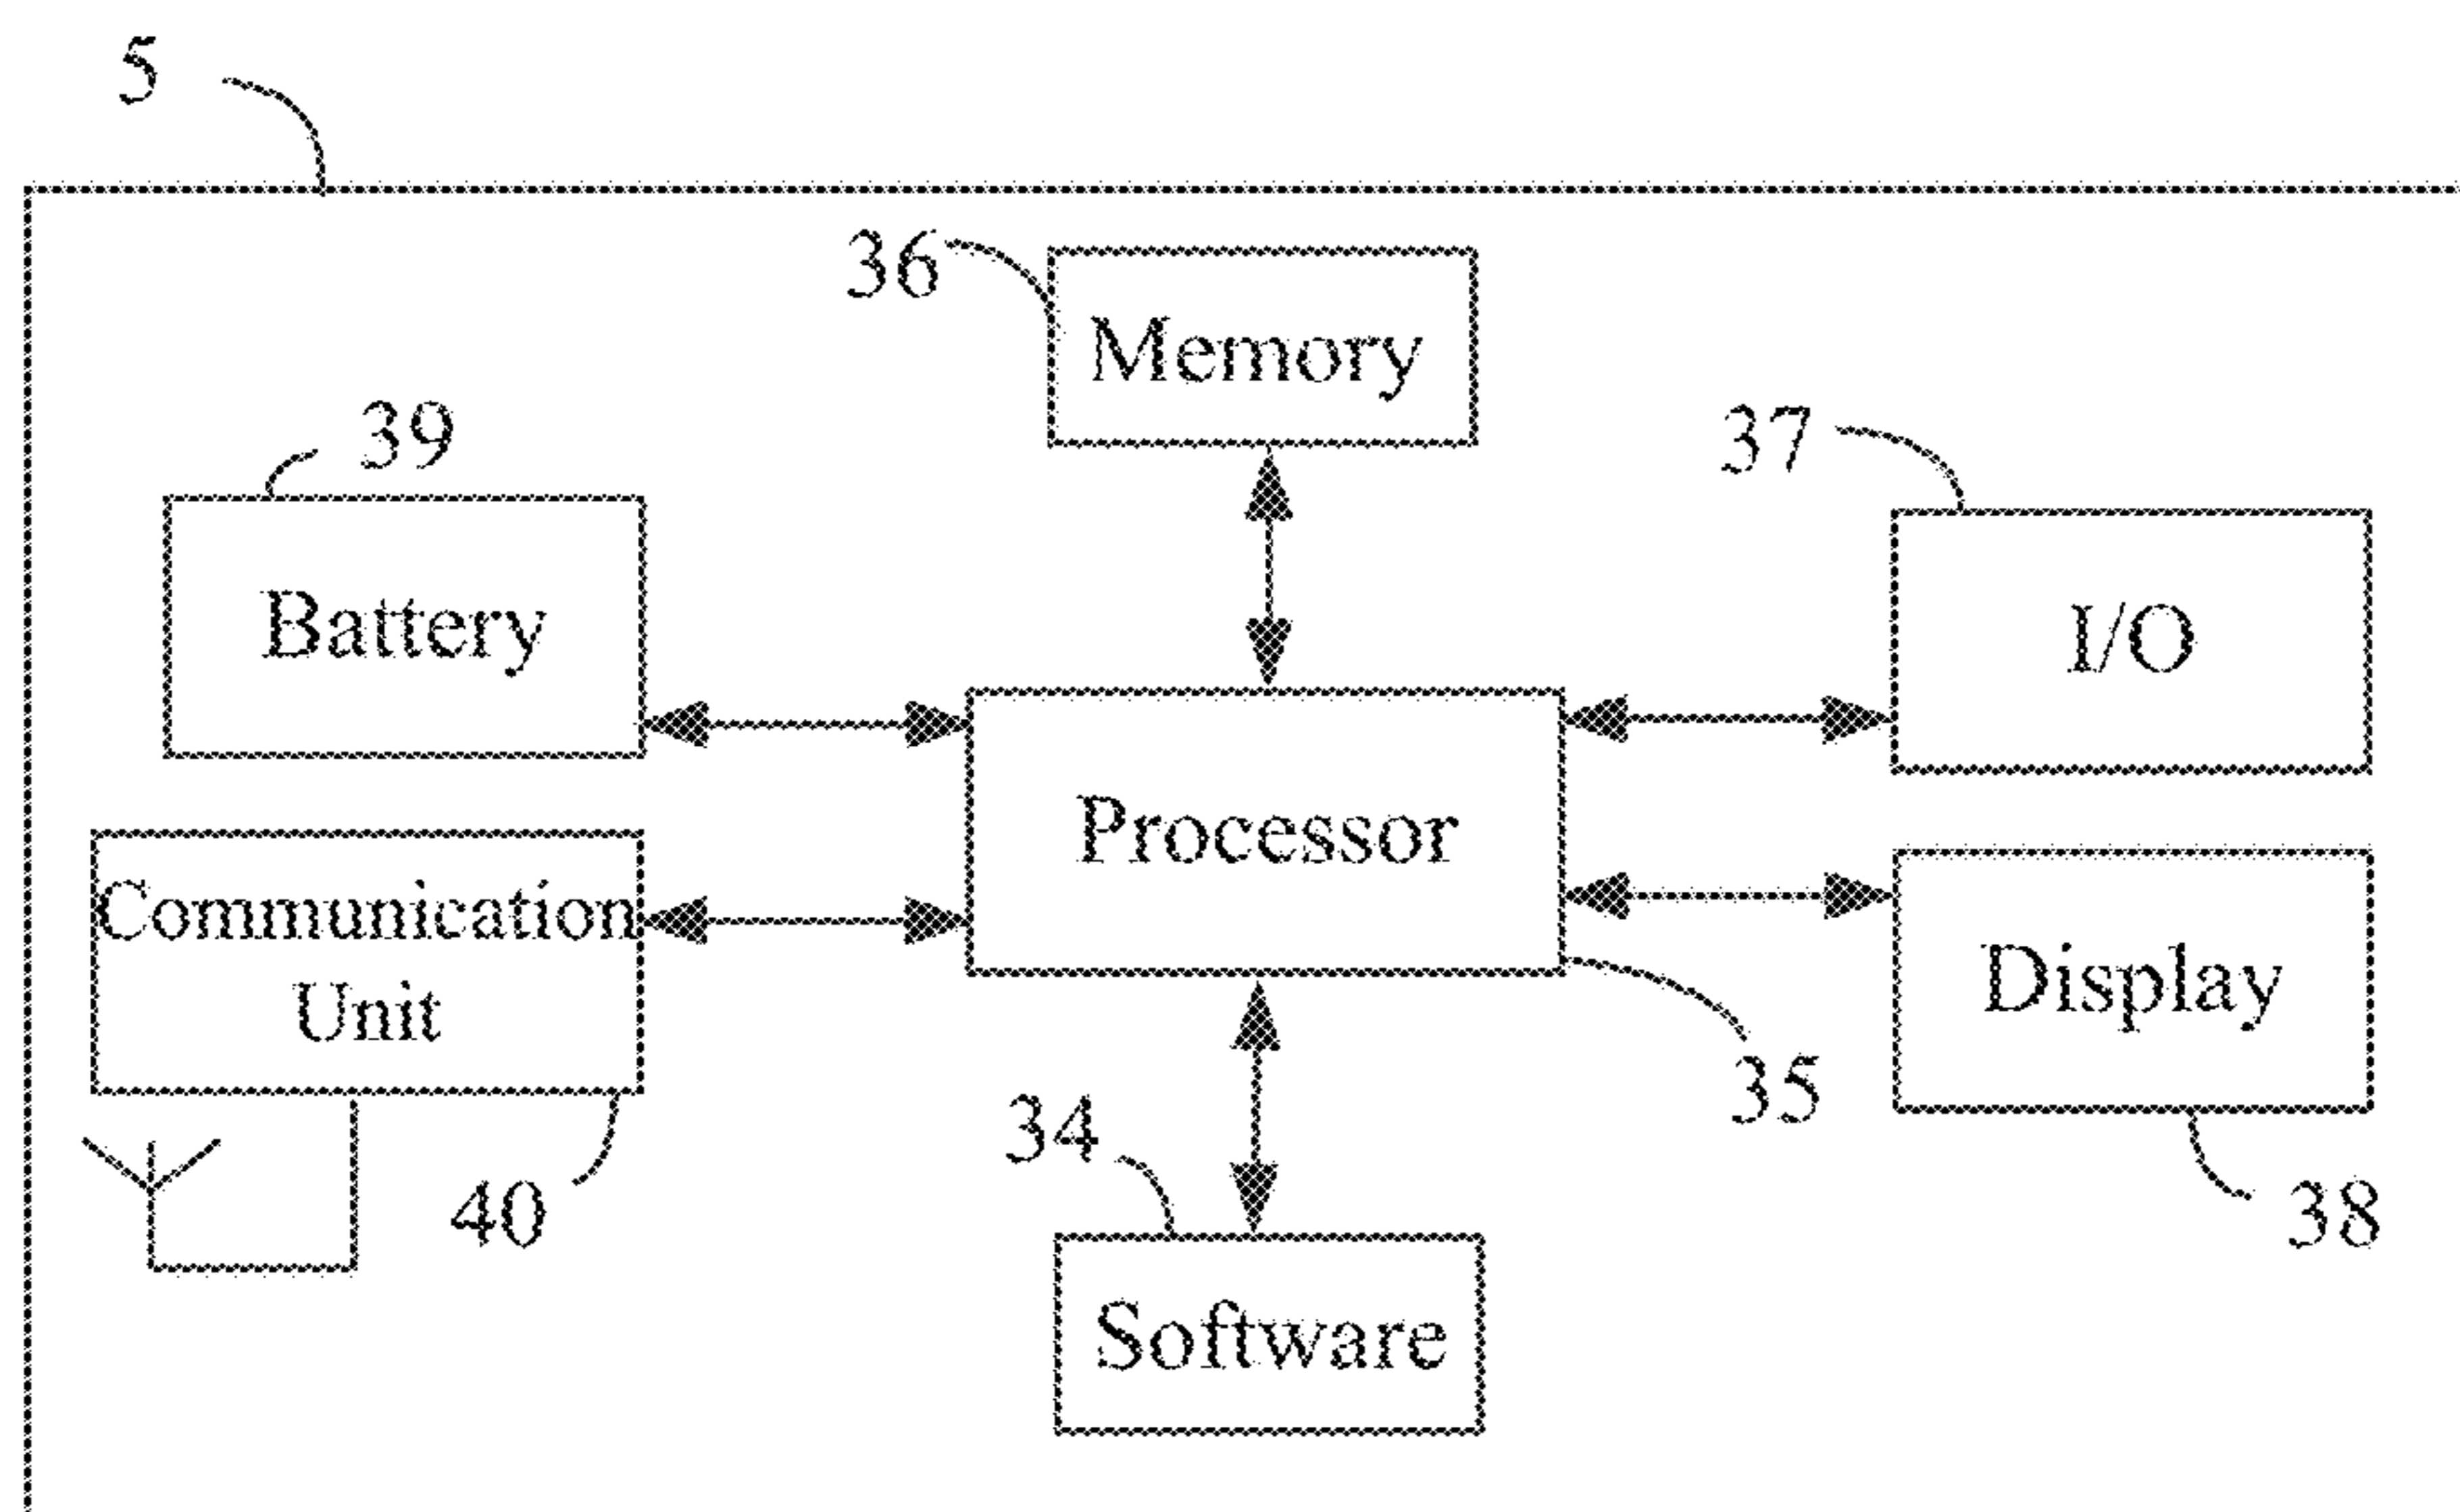 5
36
Memory
39
37
Battery
I/O
Processor
Communication
Unit
Display
35
34
40
38
Software